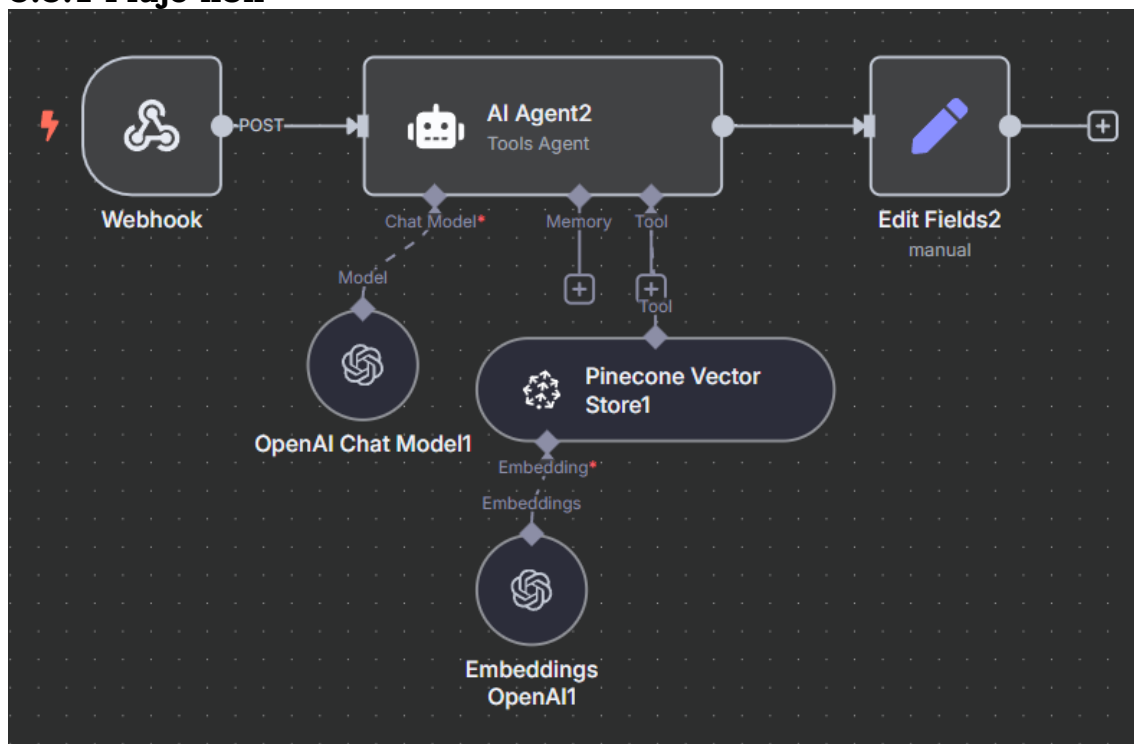 POST
AI Agent2
Tools Agent
Webhook
Chat Model*
Memory
Tool
Edit Fields2
manual
Model
Tool
Pinecone Vector
Store1
OpenAI Chat Model1
Embedding*
Embeddings
Embeddings
OpenAI1